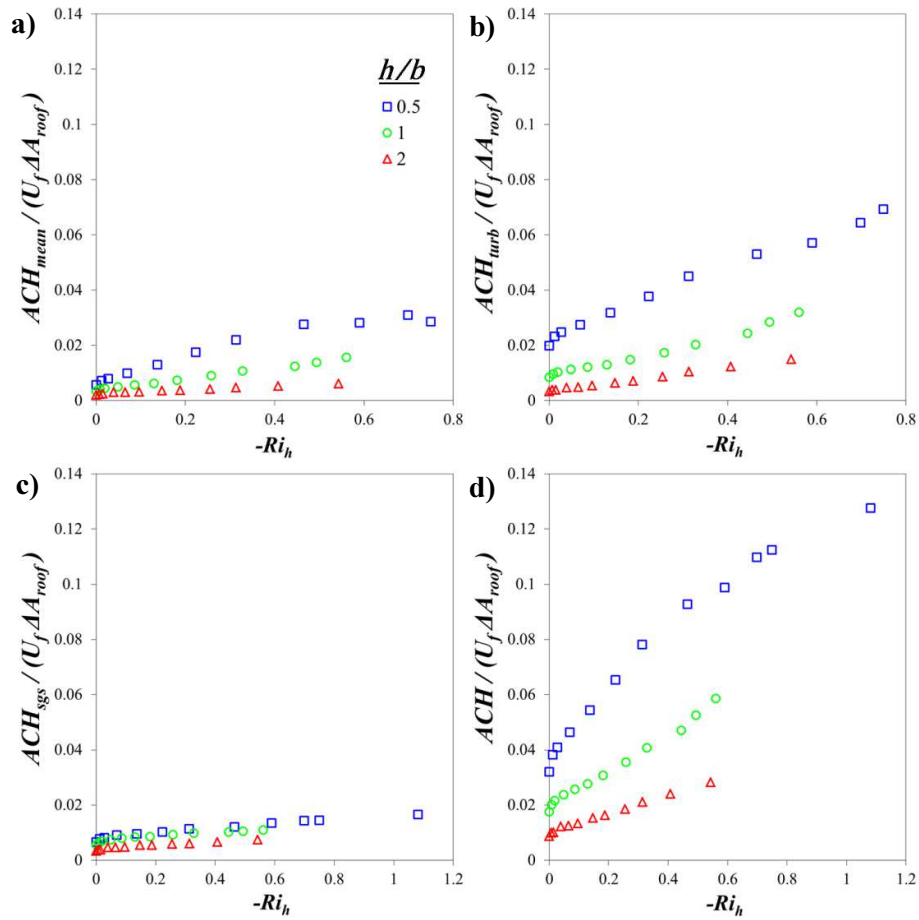 a)
ACH_mean / (U_f ΔA_roof)
0.14
0.12
0.1
0.08
0.06
0.04
0.02
0
0 0.2 0.4 0.6 0.8
-Ri_h
h/b
0.5
1
2
b)
ACH_turb / (U_f ΔA_roof)
0.14
0.12
0.1
0.08
0.06
0.04
0.02
0
0 0.2 0.4 0.6 0.8
-Ri_h
c)
ACH_sgs / (U_f ΔA_roof)
0.14
0.12
0.1
0.08
0.06
0.04
0.02
0
0 0.2 0.4 0.6 0.8 1 1.2
-Ri_h
d)
ACH / (U_f ΔA_roof)
0.14
0.12
0.1
0.08
0.06
0.04
0.02
0
0 0.2 0.4 0.6 0.8 1 1.2
-Ri_h